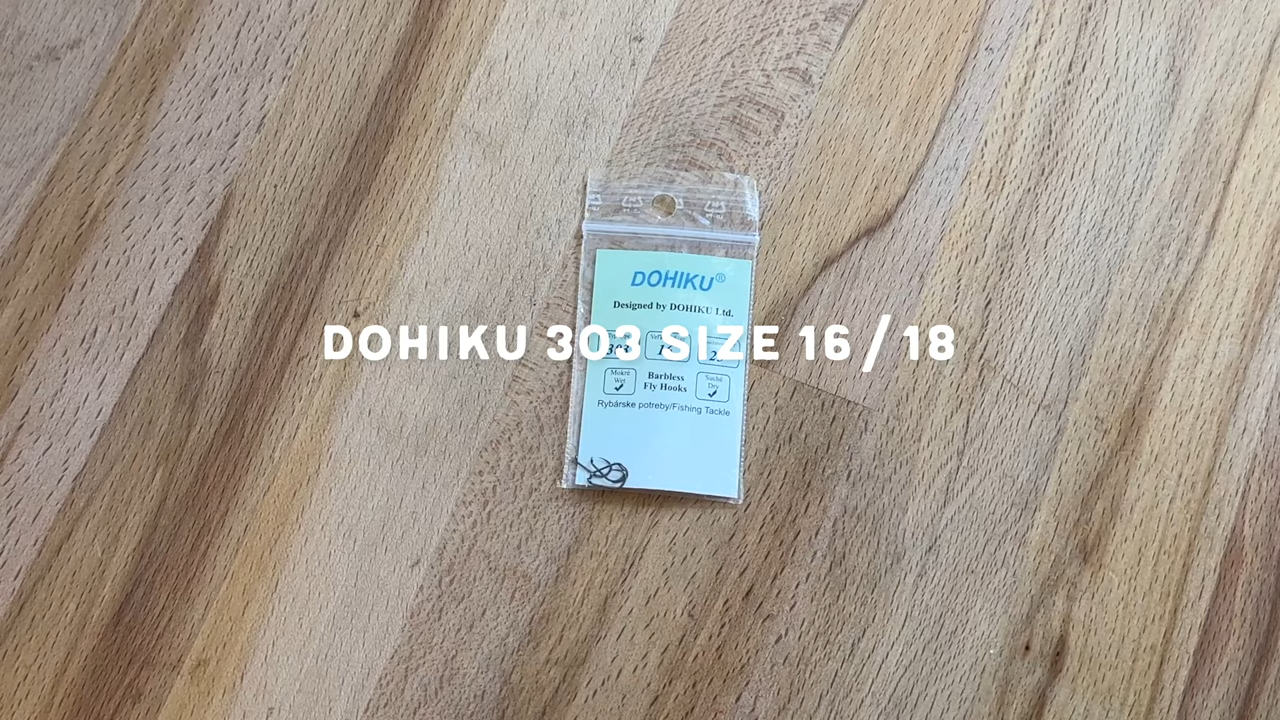 DOHIKU®
Designed by DOHIKU Ltd.
DOHIKU 303 SIZE 16/18
303
Mokré
Wet
Barbless
Fly Hooks
Suché
Dry
Rybárske potreby/Fishing Tackle